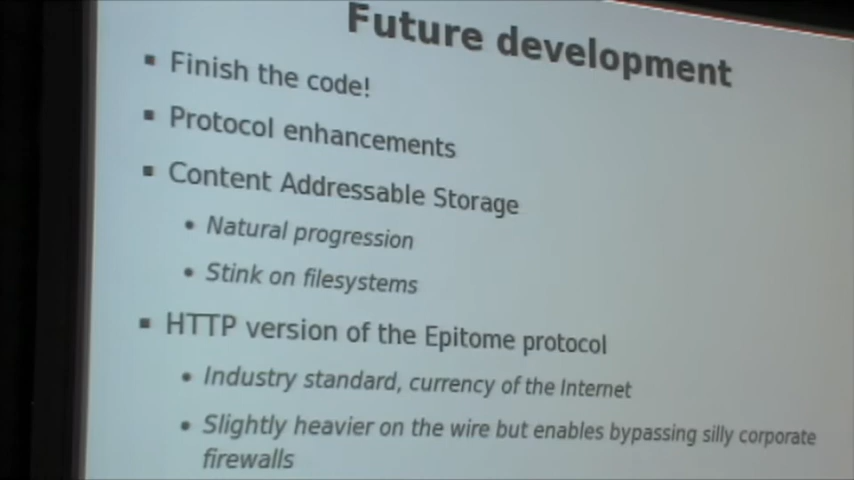 Future development
Finish the code!
Protocol enhancements
Content Addressable Storage
Natural progression
Stink on filesystems
HTTP version of the Epitome protocol
Industry standard, currency of the Internet
Slightly heavier on the wire but enables bypassing silly corporate
firewalls